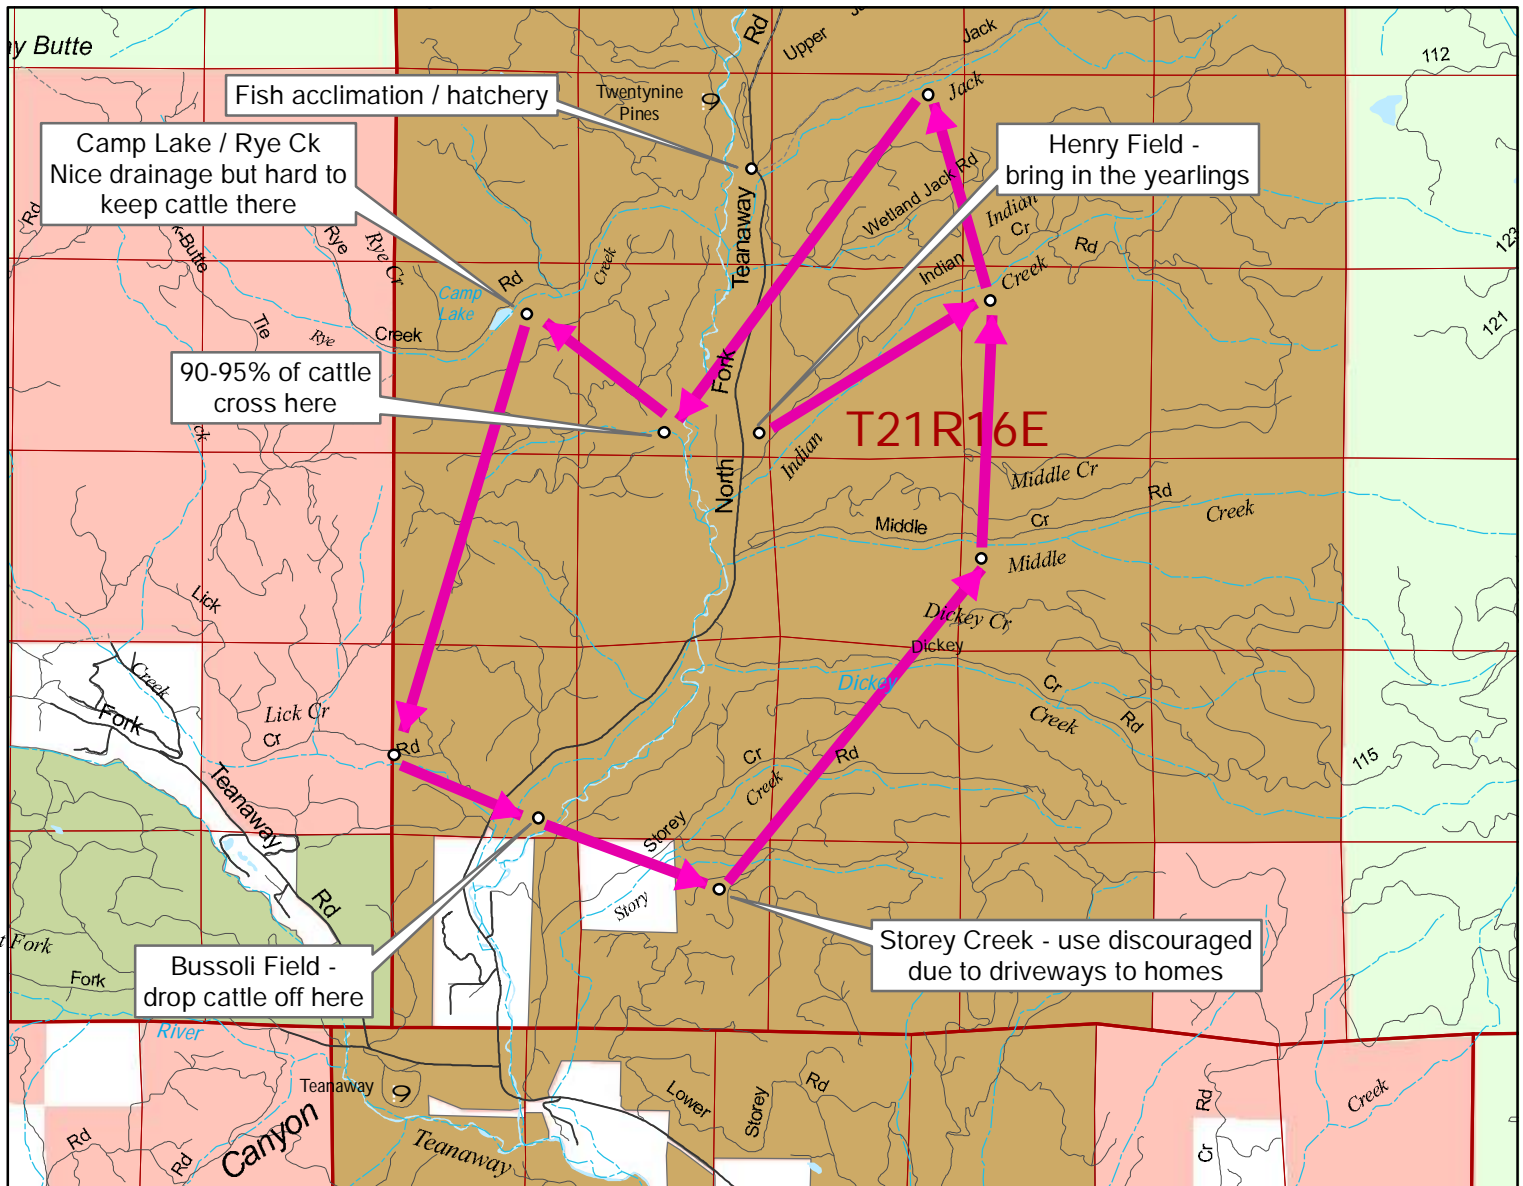 ay Butte
Rd
Upper
Jack
112
Fish acclimation / hatchery
Twentynine
Pines
Jack
Camp Lake / Rye Ck
Nice drainage but hard to
keep cattle there
Henry Field -
bring in the yearlings
Rd
Rye
Rye Cr
k-Butte
Teanaway
Wetland Jack Rd
Indian
Cr
Rd
123
Rd
Creek
Indian
Creek
Camp
Lake
Tie
Rye
Creek
121
90-95% of cattle
cross here
Fork
T21R16E
ck
North
Indian
Middle Cr
Rd
Middle
Cr
Creek
Middle
Lick
Dickey Cr
Dickey
Creek
Dickey
Cr
Fork
Lick Cr
Cr
Rd
Creek
Rd
Cr
Rd
Creek
115
Teanaway
Storey
Rd
Story
t Fork
Fork
Bussoli Field -
drop cattle off here
Storey Creek - use discouraged
due to driveways to homes
River
Teanaway
Lower
Storey
Rd
Rd
Creek
Canyon
Rd
Rd
Teanaway
Cr